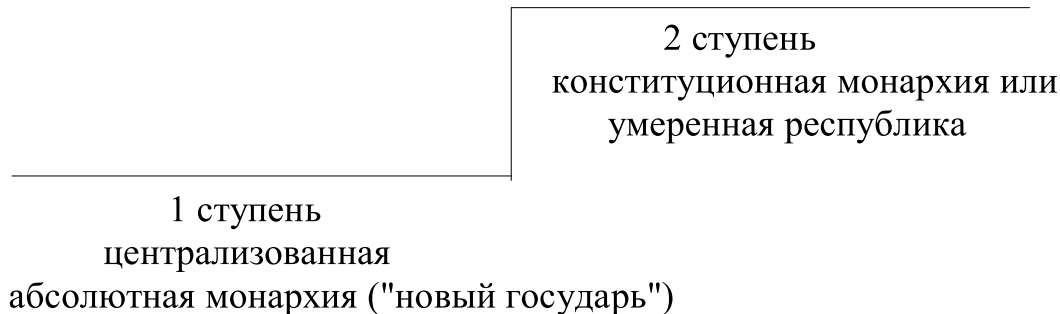 2 ступень
конституционная монархия или
умеренная республика
1 ступень
централизованная
абсолютная монархия ("новый государь")